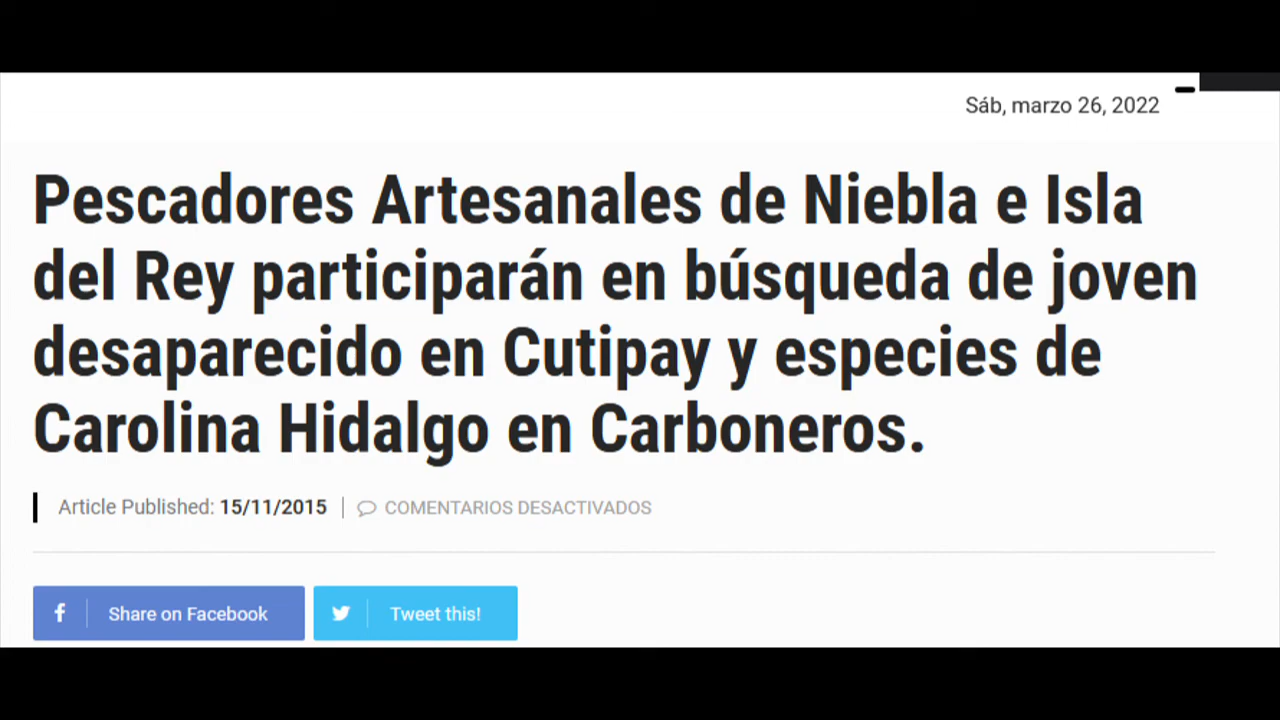 Sáb, marzo 26, 2022
Pescadores Artesanales de Niebla e Isla
del Rey participarán en búsqueda de joven
desaparecido en Cutipay y especies de
Carolina Hidalgo en Carboneros.
Article Published: 15/11/2015 | COMENTARIOS DESACTIVADOS
Share on Facebook Tweet this!